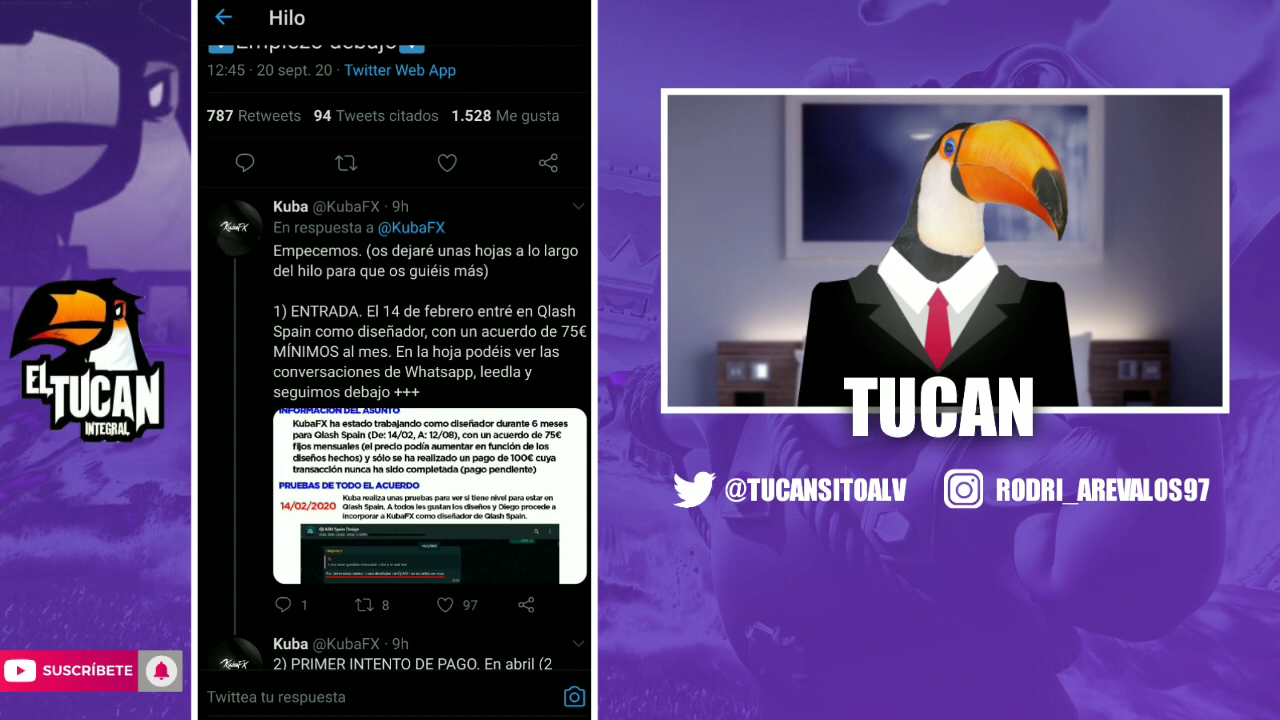 Hilo
Empiezo debajo
12:45 · 20 sept. 20 · Twitter Web App
787 Retweets 94 Tweets citados 1.528 Me gusta
Kuba @KubaFX · 9h
En respuesta a @KubaFX
Empecemos. (os dejaré unas hojas a lo largo
del hilo para que os guiéis más)
1) ENTRADA. El 14 de febrero entré en Qlash
Spain como diseñador, con un acuerdo de 75€
MÍNIMOS al mes. En la hoja podéis ver las
conversaciones de Whatsapp, leedla y
seguimos debajo +++
INFORMACIÓN DEL ASUNTO
KubaFX ha estado trabajando como diseñador durante 6 meses
para Qlash Spain (De: 14/02, A: 12/08), con un acuerdo de 75€
fijos mensuales (el precio podía aumentar en función de los
diseños hechos) y sólo se ha realizado un pago de 100€ cuya
transacción nunca ha sido completada (pago pendiente)
PRUEBAS DE TODO EL ACUERDO
14/02/2020
Kuba realiza unas pruebas para ver si tiene nivel para estar en
Qlash Spain. A todos les gustan los diseños y Diego procede a
incorporar a KubaFX como diseñador de Qlash Spain.
QLASH Spain Design
1 8 97
Kuba @KubaFX · 9h
2) PRIMER INTENTO DE PAGO. En abril (2
Twittea tu respuesta
KubaFX
KubaFX
EL TUCAN
INTEGRAL
SUSCRÍBETE
TUCAN
@TUCANSITOALV
RODRI_AREVALOS97